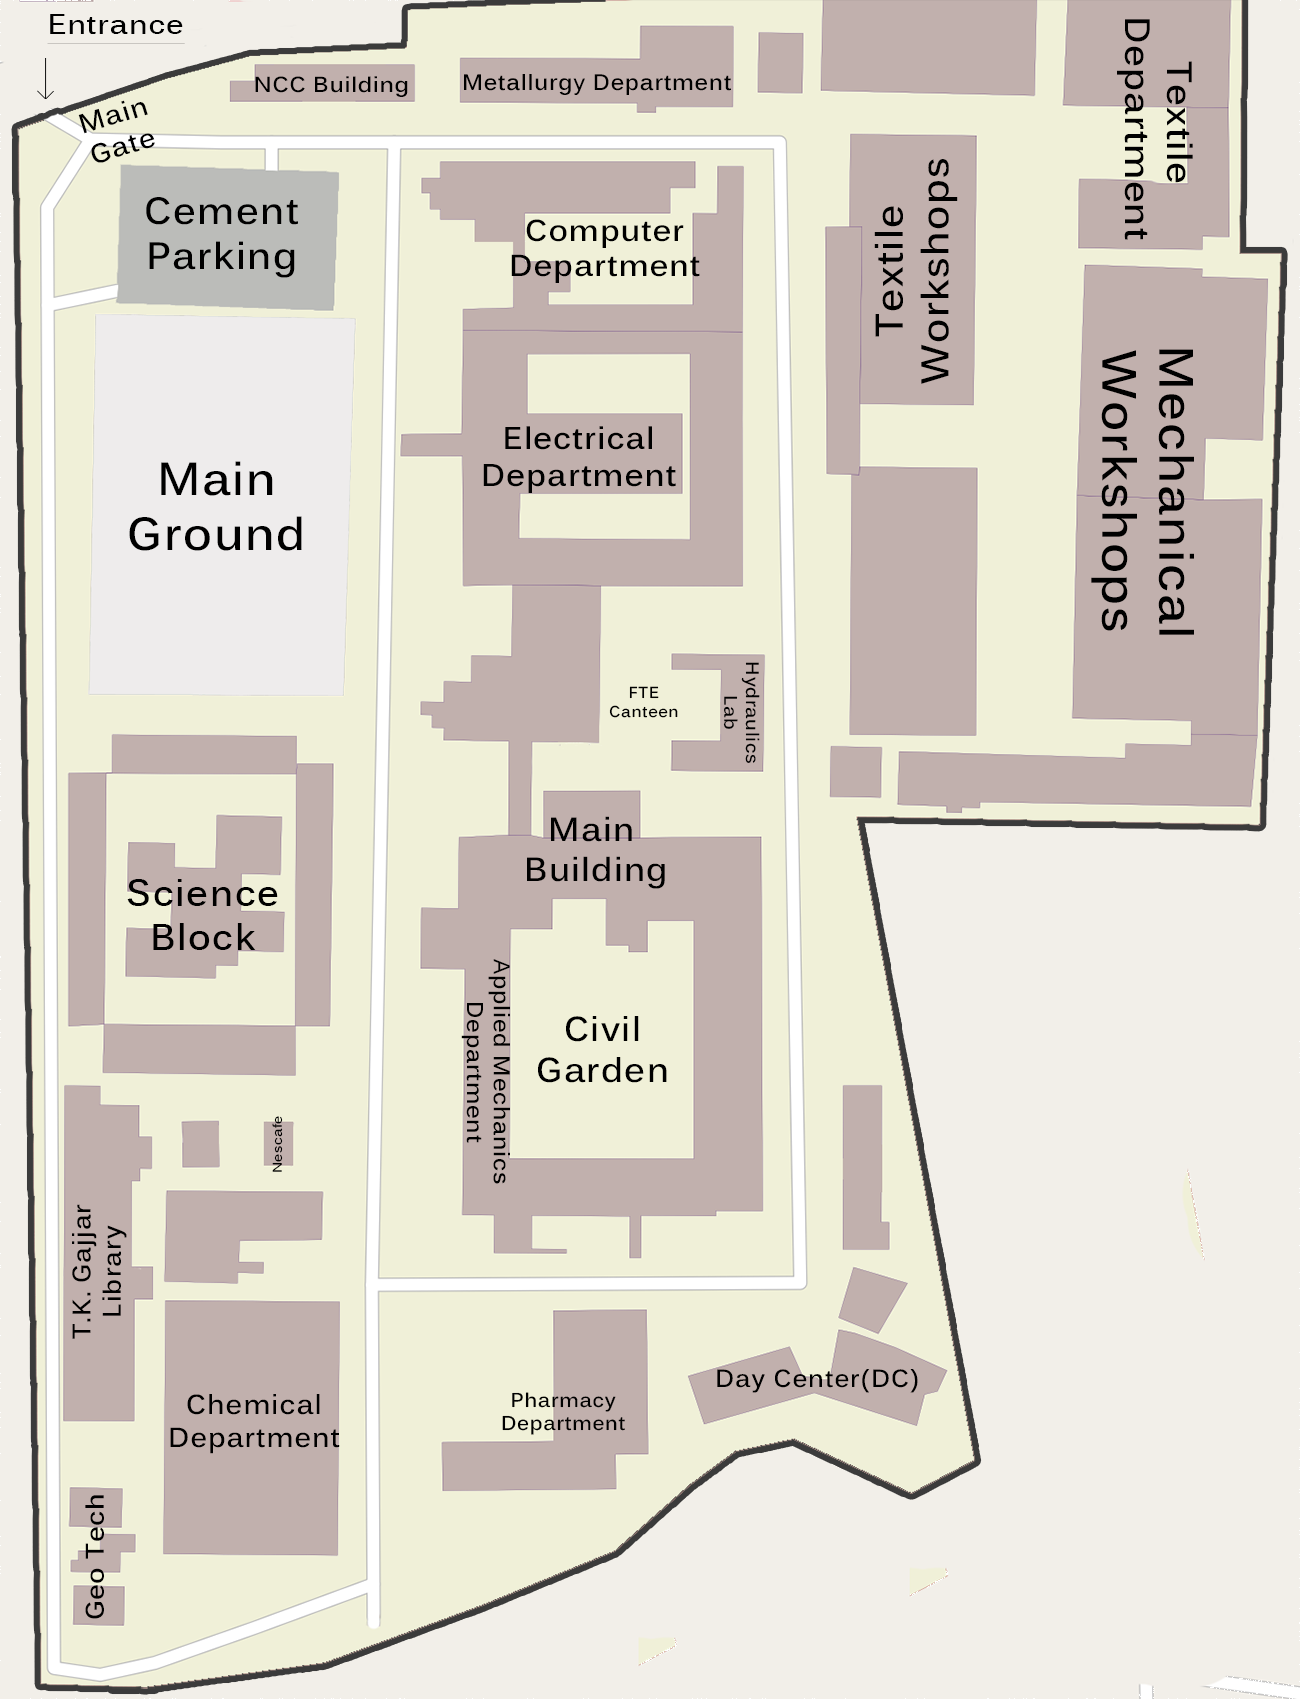 Entrance
Main
Gate
NCC Building
Metallurgy Department
Textile
Department
Cement
Parking
Computer
Department
Textile
Workshops
Main
Ground
Electrical
Department
Mechanical
Workshops
FTE
Canteen
Hydraulics
Lab
Main
Building
Science
Block
Applied Mechanics
Department
Civil
Garden
Nescafe
T.K. Gajjar
Library
Chemical
Department
Pharmacy
Department
Day Center(DC)
Geo Tech